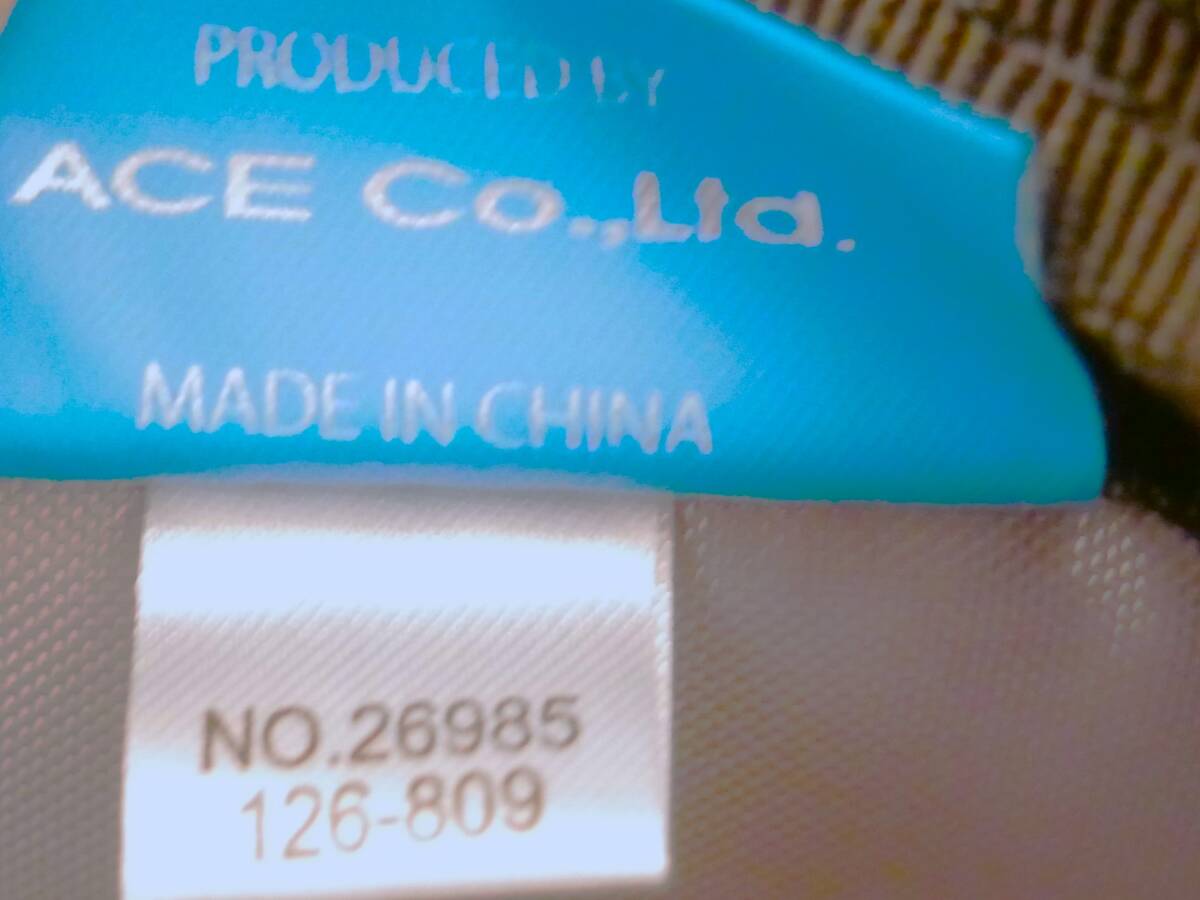 PRODUCED BY
ACE Co.,Ltd.
MADE IN CHINA
NO.26985
126-809